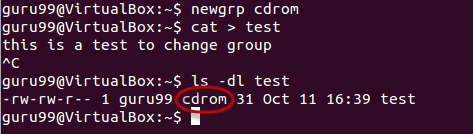 guru99@VirtualBox:~$ newgrp cdrom
guru99@VirtualBox:~$ cat > test
this is a test to change group
^C
guru99@VirtualBox:~$ ls -dl test
-rw-rw-r-- 1 guru99 cdrom 31 Oct 11 16:39 test
guru99@VirtualBox:~$